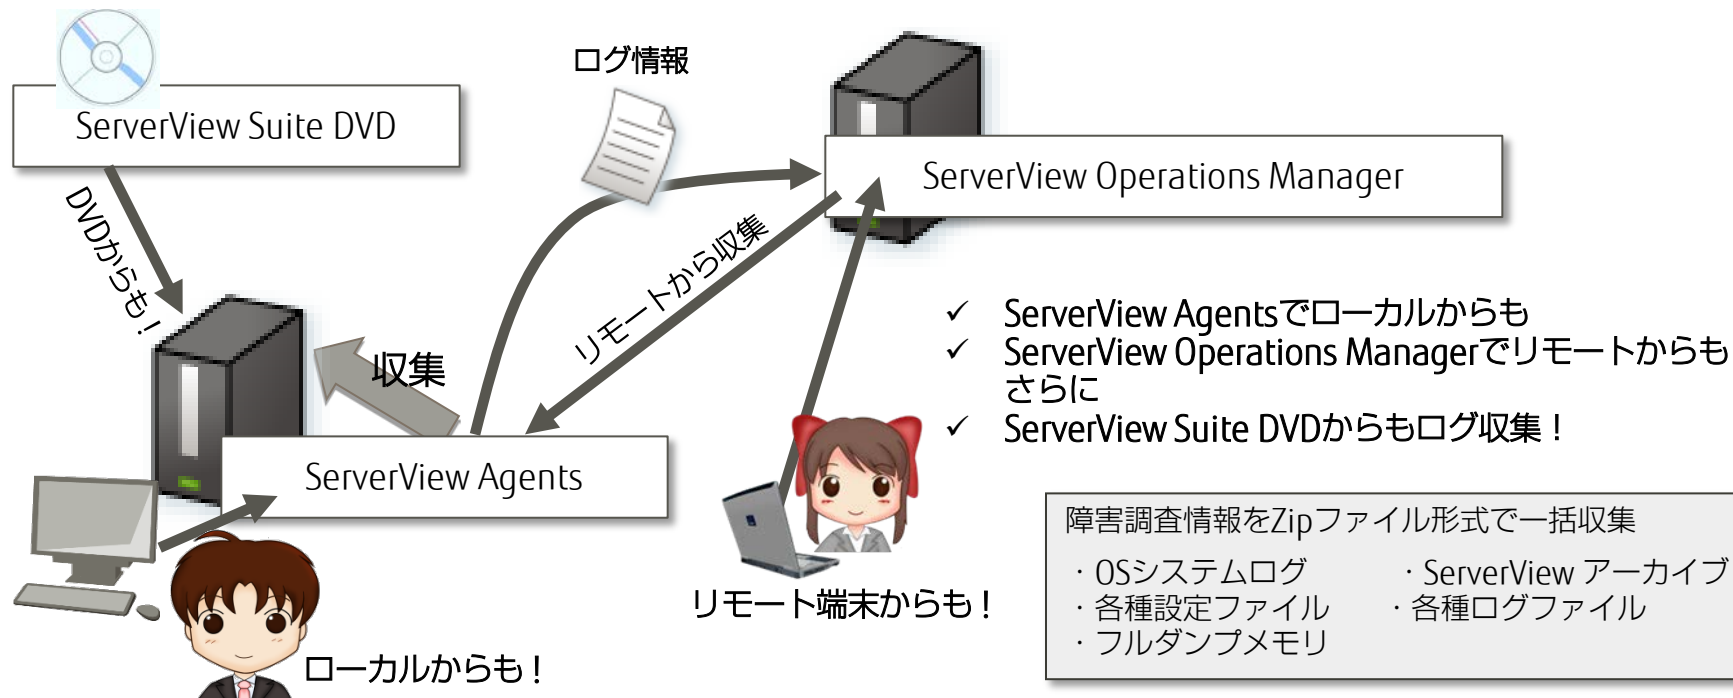 ログ情報
ServerView Suite DVD
ServerView Operations Manager
DVDからも！
リモートから収集
収集
ServerView Agents
✓ ServerView Agentsでローカルからも
✓ ServerView Operations Managerでリモートからも
さらに
✓ ServerView Suite DVDからもログ収集！
リモート端末からも！
ローカルからも！
障害調査情報をZipファイル形式で一括収集
・OSシステムログ ・ServerView アーカイブ
・各種設定ファイル ・各種ログファイル
・フルダンプメモリ